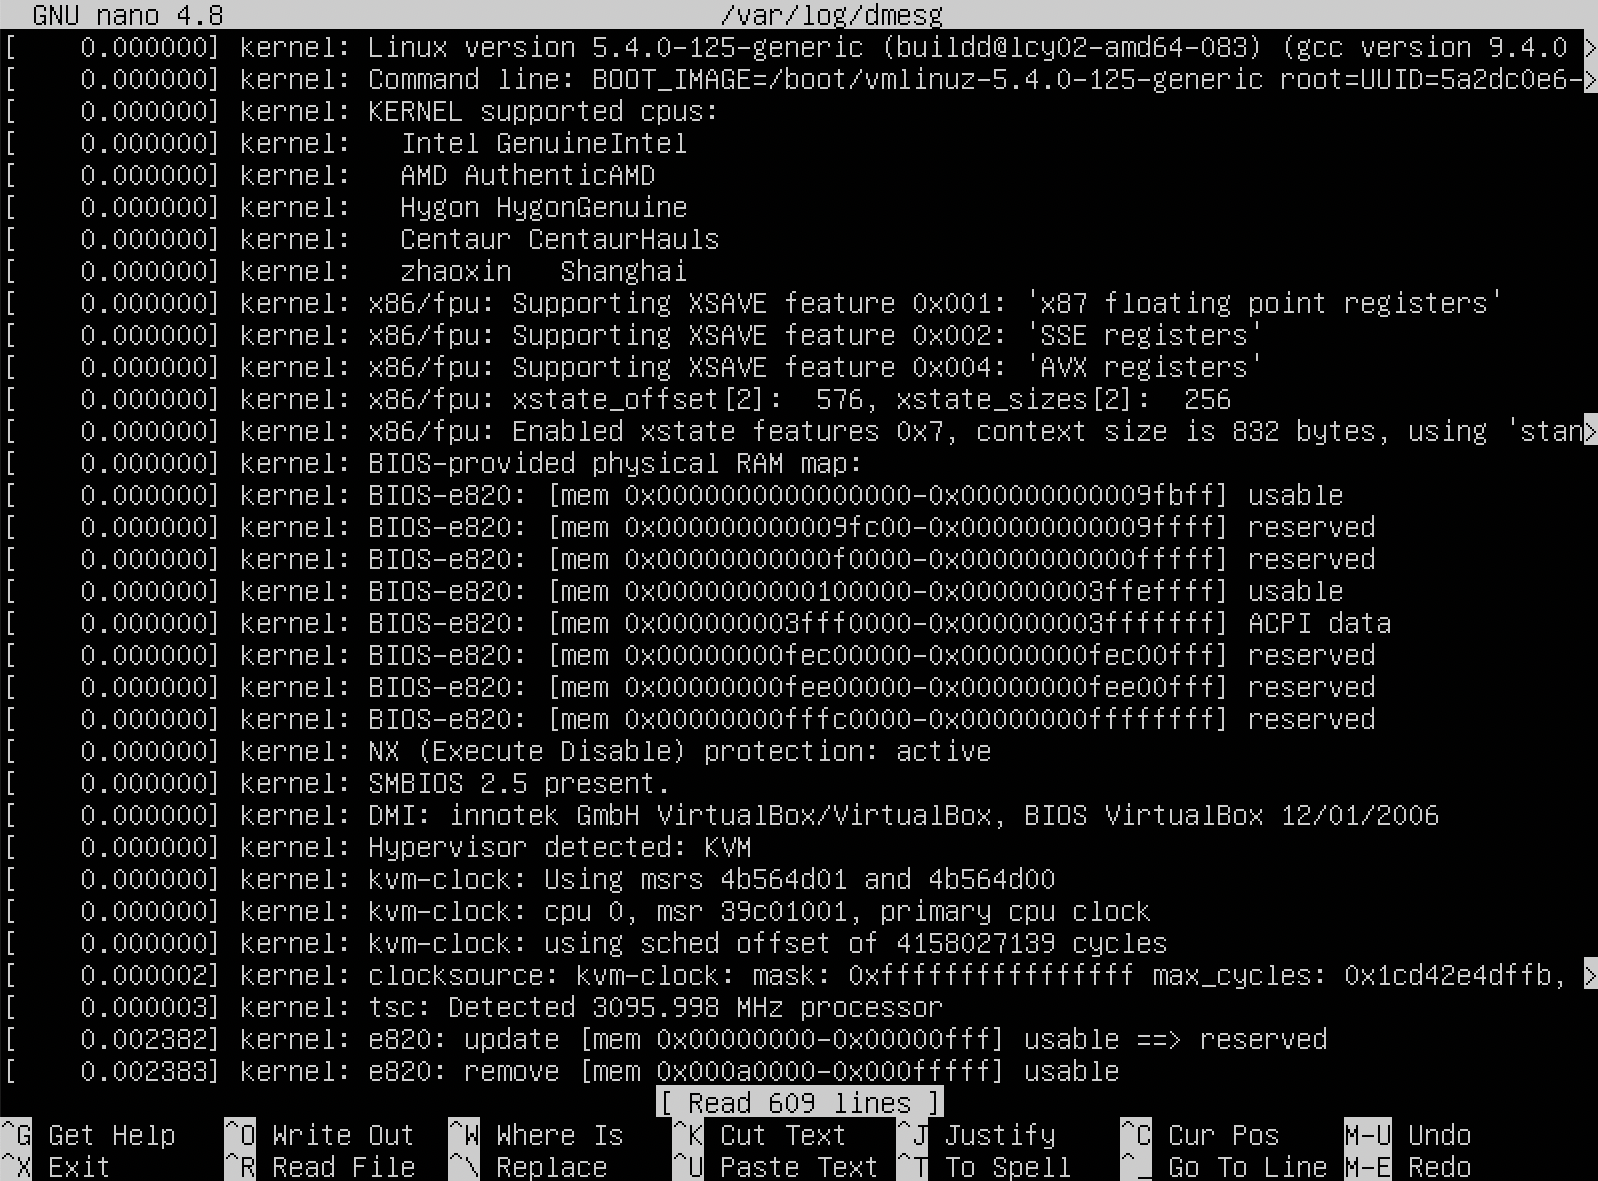 GNU nano 4.8 /var/log/dmesg
[    0.000000] kernel: Linux version 5.4.0-125-generic (buildd@lcy02-amd64-083) (gcc version 9.4.0 >
[    0.000000] kernel: Command line: BOOT_IMAGE=/boot/vmlinuz-5.4.0-125-generic root=UUID=5a2dc0e6->
[    0.000000] kernel: KERNEL supported cpus:
[    0.000000] kernel:   Intel GenuineIntel
[    0.000000] kernel:   AMD AuthenticAMD
[    0.000000] kernel:   Hygon HygonGenuine
[    0.000000] kernel:   Centaur CentaurHauls
[    0.000000] kernel:   zhaoxin   Shanghai
[    0.000000] kernel: x86/fpu: Supporting XSAVE feature 0x001: 'x87 floating point registers'
[    0.000000] kernel: x86/fpu: Supporting XSAVE feature 0x002: 'SSE registers'
[    0.000000] kernel: x86/fpu: Supporting XSAVE feature 0x004: 'AVX registers'
[    0.000000] kernel: x86/fpu: xstate_offset[2]:  576, xstate_sizes[2]:  256
[    0.000000] kernel: x86/fpu: Enabled xstate features 0x7, context size is 832 bytes, using 'stan>
[    0.000000] kernel: BIOS-provided physical RAM map:
[    0.000000] kernel: BIOS-e820: [mem 0x0000000000000000-0x000000000009fbff] usable
[    0.000000] kernel: BIOS-e820: [mem 0x000000000009fc00-0x000000000009ffff] reserved
[    0.000000] kernel: BIOS-e820: [mem 0x00000000000f0000-0x00000000000fffff] reserved
[    0.000000] kernel: BIOS-e820: [mem 0x0000000000100000-0x000000003ffeffff] usable
[    0.000000] kernel: BIOS-e820: [mem 0x000000003fff0000-0x000000003fffffff] ACPI data
[    0.000000] kernel: BIOS-e820: [mem 0x00000000fec00000-0x00000000fec00fff] reserved
[    0.000000] kernel: BIOS-e820: [mem 0x00000000fee00000-0x00000000fee00fff] reserved
[    0.000000] kernel: BIOS-e820: [mem 0x00000000fffc0000-0x00000000ffffffff] reserved
[    0.000000] kernel: NX (Execute Disable) protection: active
[    0.000000] kernel: SMBIOS 2.5 present.
[    0.000000] kernel: DMI: innotek GmbH VirtualBox/VirtualBox, BIOS VirtualBox 12/01/2006
[    0.000000] kernel: Hypervisor detected: KVM
[    0.000000] kernel: kvm-clock: Using msrs 4b564d01 and 4b564d00
[    0.000000] kernel: kvm-clock: cpu 0, msr 39c01001, primary cpu clock
[    0.000000] kernel: kvm-clock: using sched offset of 4158027139 cycles
[    0.000002] kernel: clocksource: kvm-clock: mask: 0xffffffffffffffff max_cycles: 0x1cd42e4dffb, >
[    0.000003] kernel: tsc: Detected 3095.998 MHz processor
[    0.002382] kernel: e820: update [mem 0x00000000-0x00000fff] usable ==> reserved
[    0.002383] kernel: e820: remove [mem 0x000a0000-0x000fffff] usable
[ Read 609 lines ]
^G Get Help   ^O Write Out  ^W Where Is   ^K Cut Text   ^J Justify    ^C Cur Pos    M-U Undo
^X Exit       ^R Read File  ^\ Replace    ^U Paste Text ^T To Spell   ^_ Go To Line M-E Redo